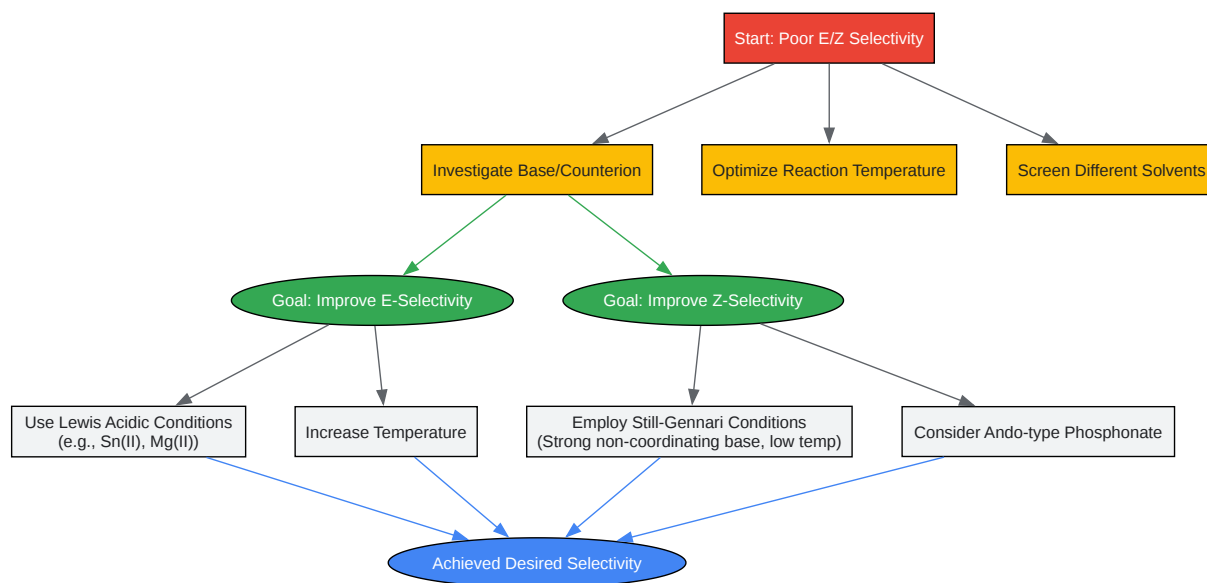 Start: Poor E/Z Selectivity
Investigate Base/Counterion
Optimize Reaction Temperature
Screen Different Solvents
Goal: Improve E-Selectivity
Goal: Improve Z-Selectivity
Use Lewis Acidic Conditions
(e.g., Sn(II), Mg(II))
Increase Temperature
Employ Still-Gennari Conditions
(Strong non-coordinating base, low temp)
Consider Ando-type Phosphonate
Achieved Desired Selectivity